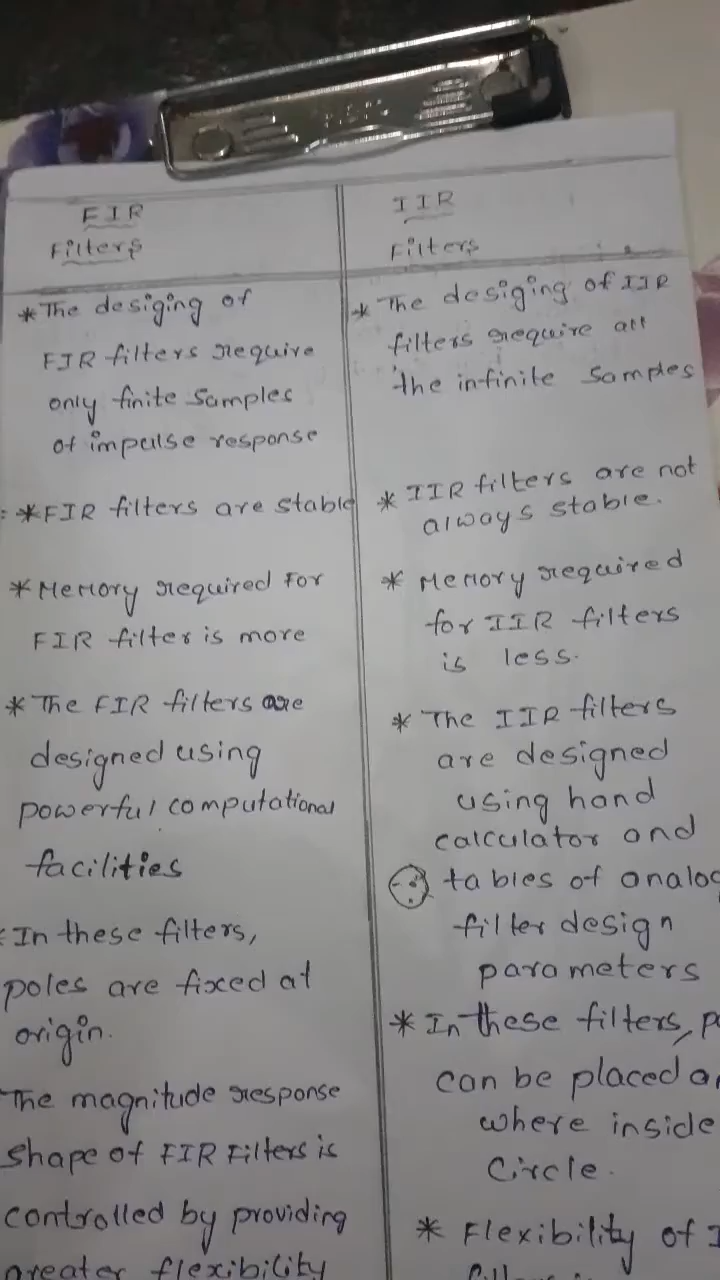 FIR
Filters
* The desiging of
FIR filters require
only finite samples
of impulse response
* FIR filters are stable
* Memory required For
FIR filter is more
* The FIR filters are
designed using
powerful computational
facilities
In these filters,
poles are fixed at
origin.
The magnitude response
shape of FIR Filters is
controlled by providing
greater flexibility
IIR
Filters
* The desiging of IIR
filters require all
the infinite samples
* IIR filters are not
always stable.
* Memory required
for IIR filters
is less.
* The IIR filters
are designed
using hand
calculator and
tables of analog
filter design
parameters
* In these filters,
can be placed
where inside
circle.
* Flexibility of